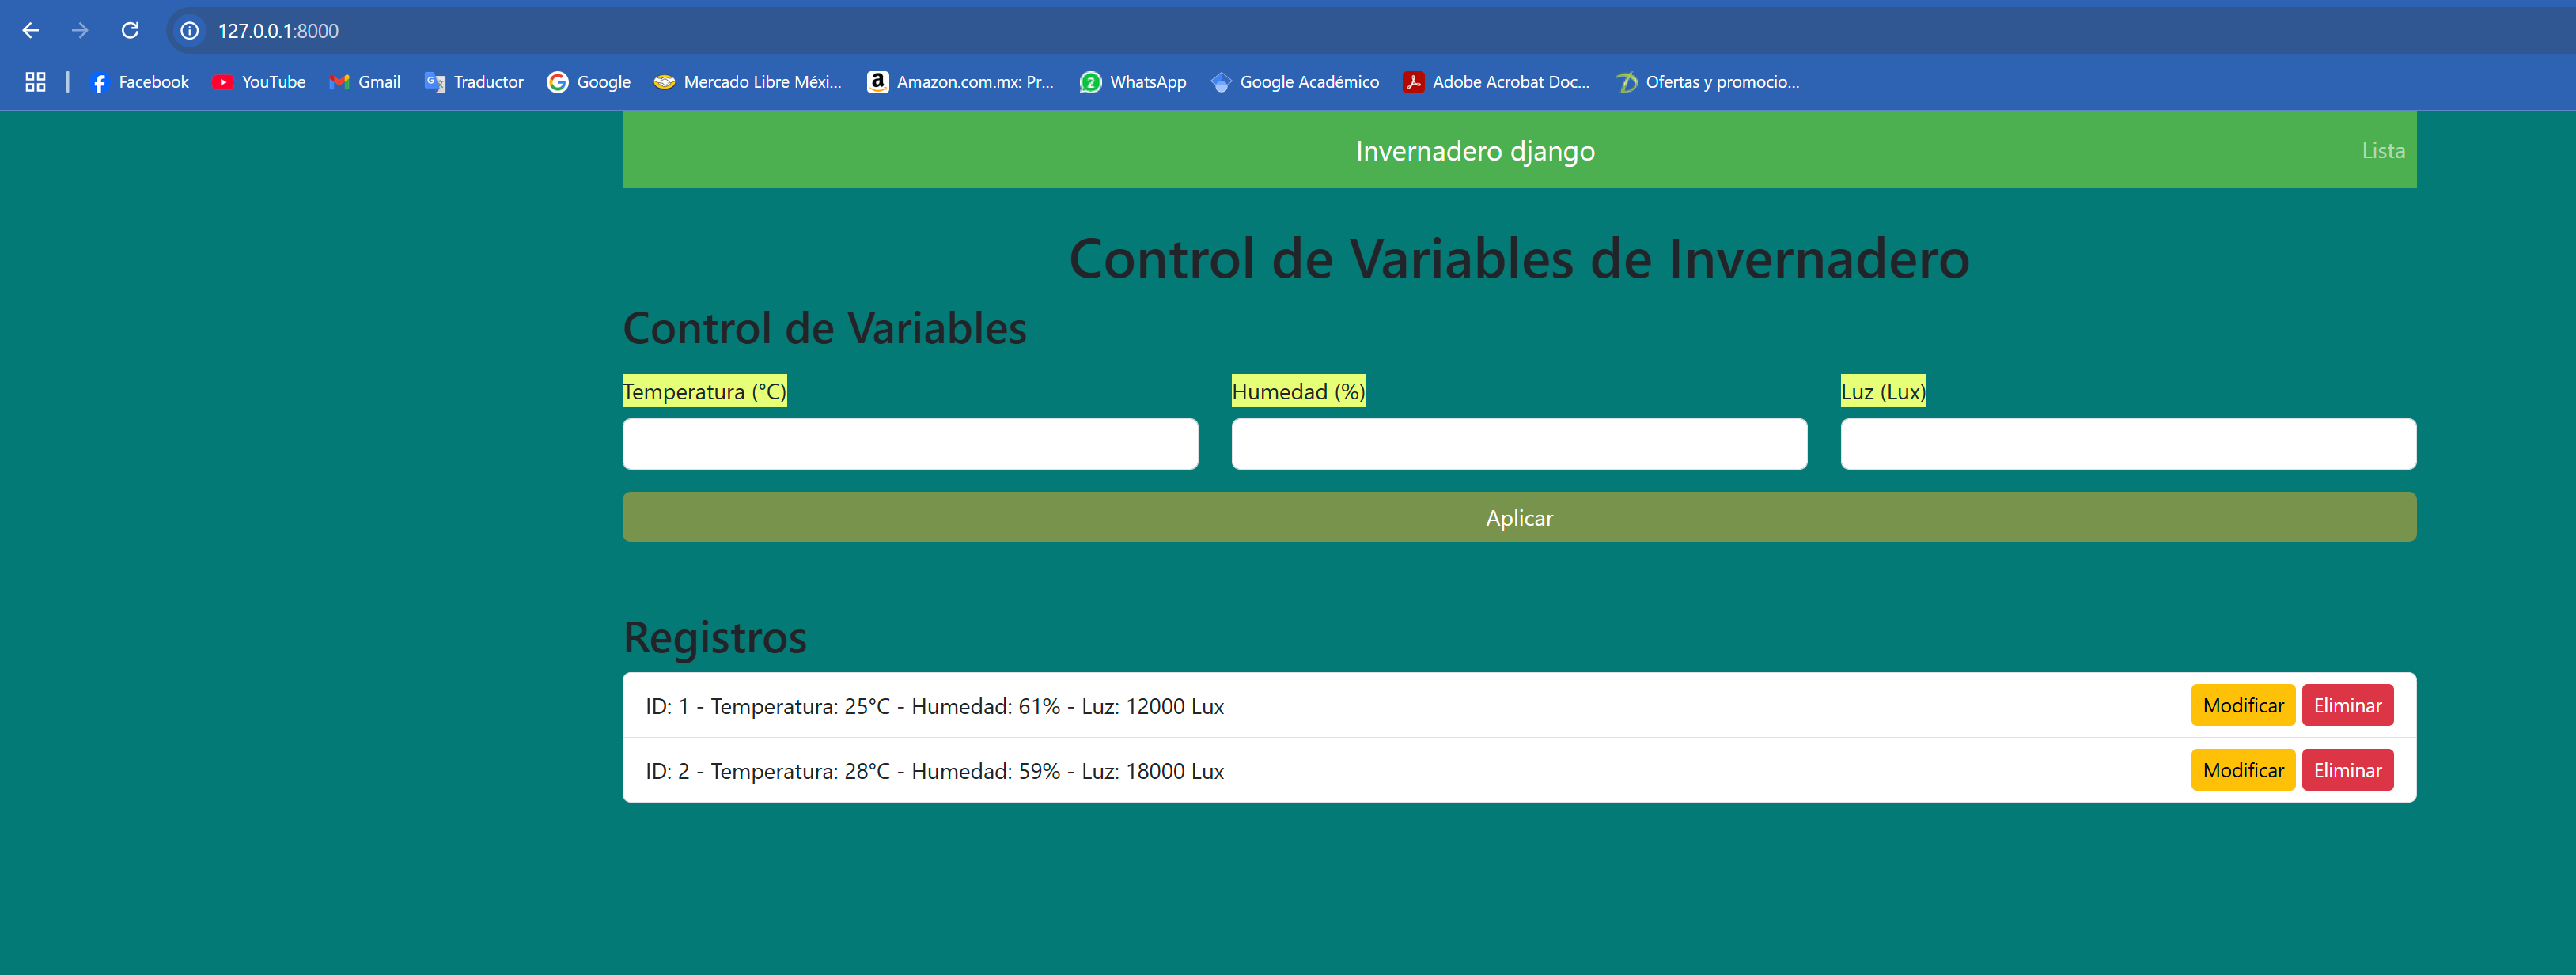 127.0.0.1:8000
Facebook YouTube Gmail Traductor Google Mercado Libre Méxi... Amazon.com.mx: Pr... 2 WhatsApp Google Académico Adobe Acrobat Doc... Ofertas y promocio...
Invernadero django Lista
Control de Variables de Invernadero
Control de Variables
Temperatura (°C) Humedad (%) Luz (Lux)
Aplicar
Registros
ID: 1 - Temperatura: 25°C - Humedad: 61% - Luz: 12000 Lux Modificar Eliminar
ID: 2 - Temperatura: 28°C - Humedad: 59% - Luz: 18000 Lux Modificar Eliminar